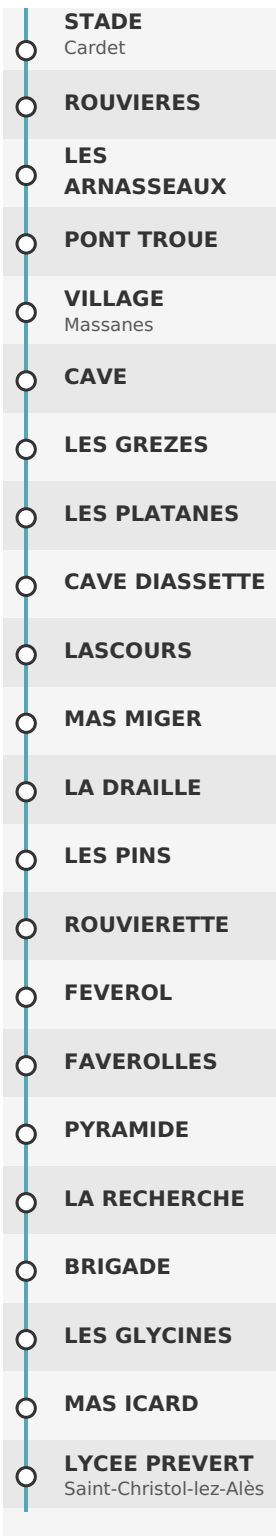 STADE
Cardet
ROUVIERES
LES
ARNASSEAUX
PONT TROUE
VILLAGE
Massanes
CAVE
LES GREZES
LES PLATANES
CAVE DIASSETTE
LASCOURS
MAS MIGER
LA DRAILLE
LES PINS
ROUVIERETTE
FEVEROL
FAVEROLLES
PYRAMIDE
LA RECHERCHE
BRIGADE
LES GLYCINES
MAS ICARD
LYCEE PREVERT
Saint-Christol-lez-Alès